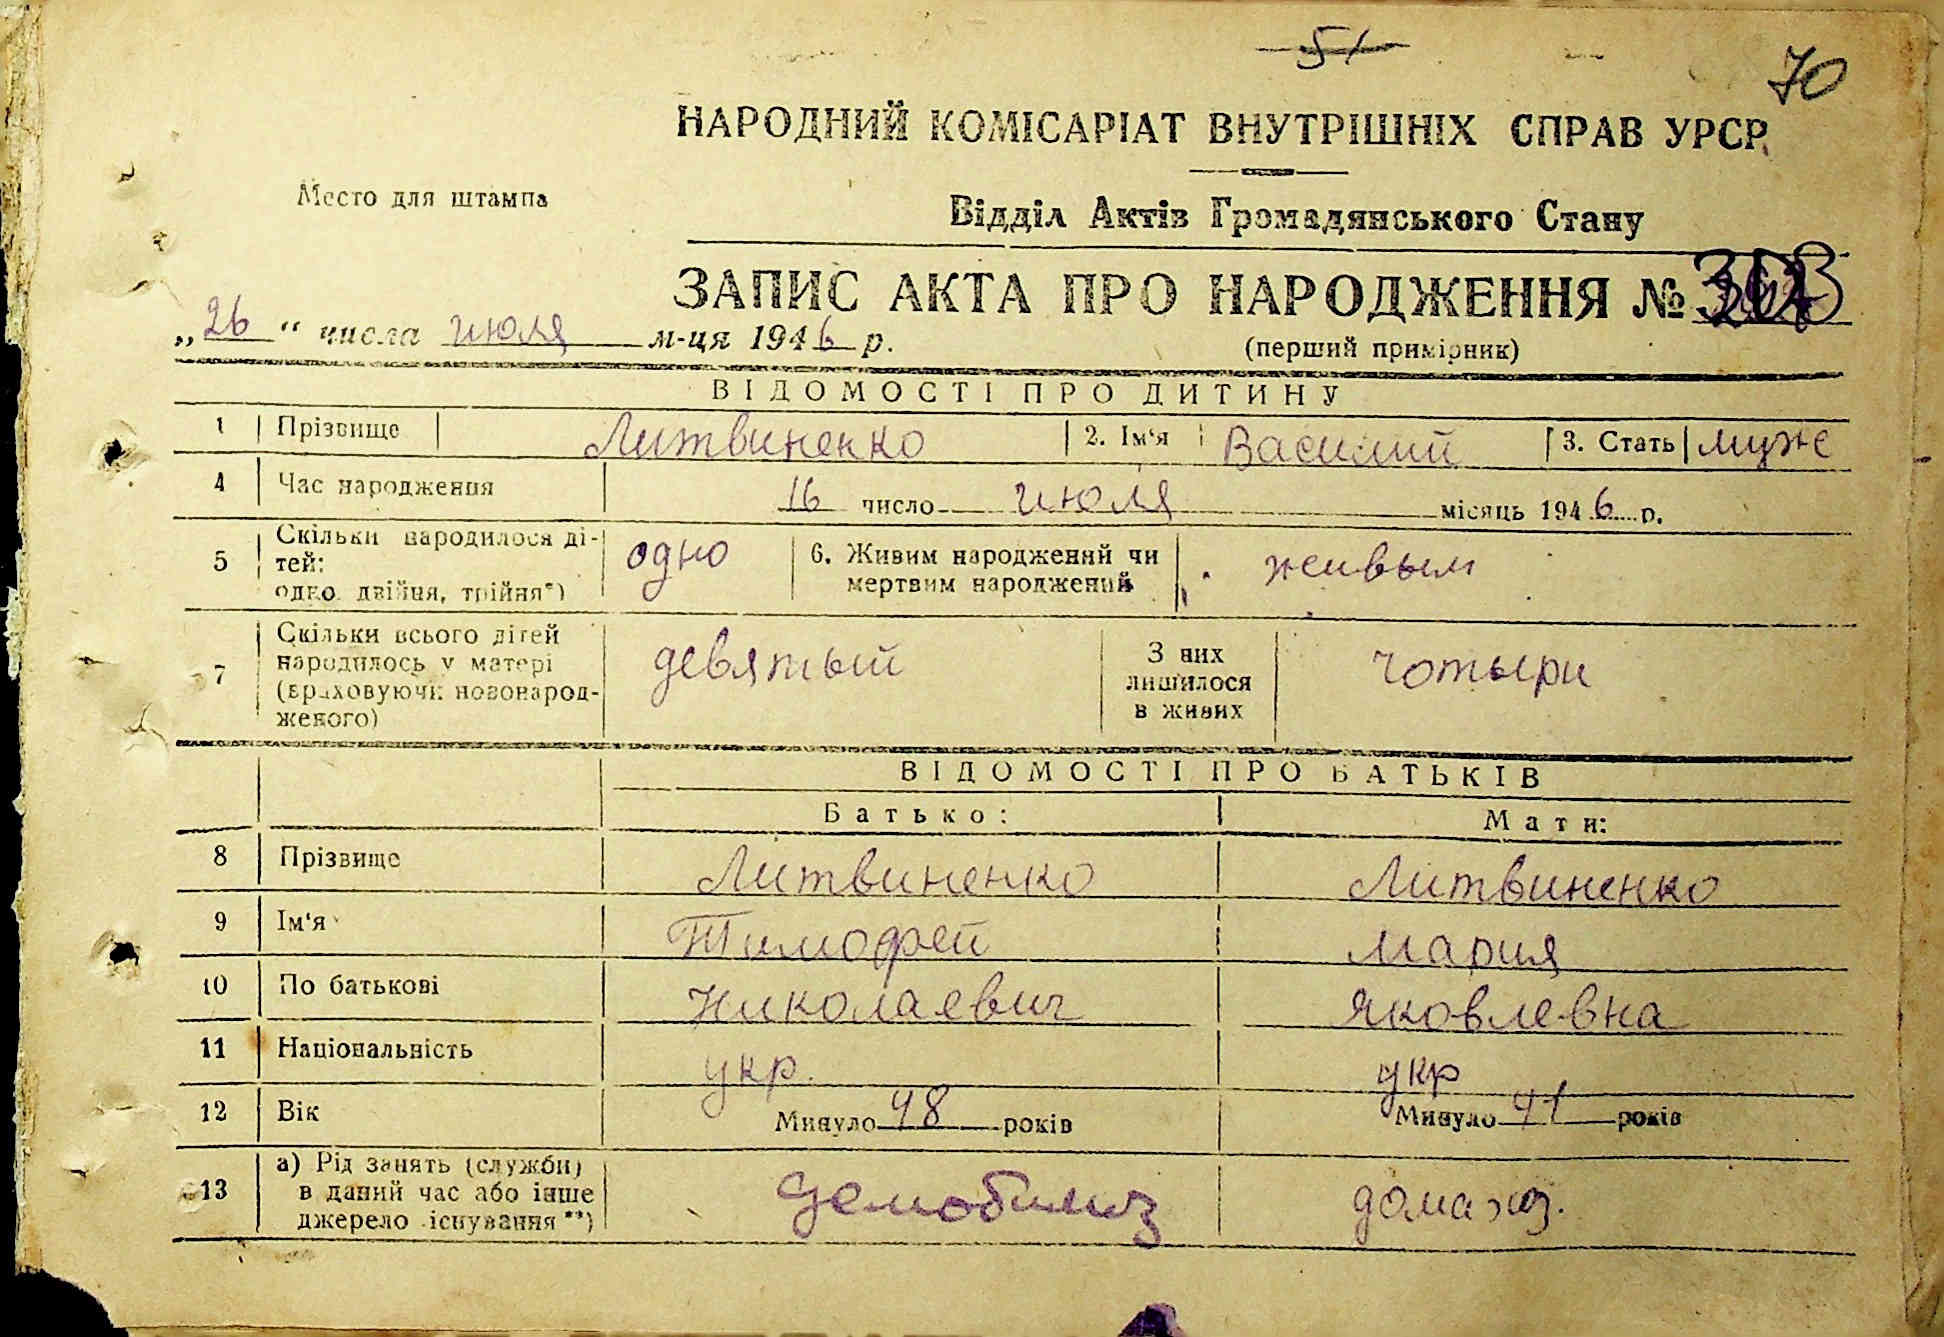 51
70
НАРОДНИЙ КОМІСАРІАТ ВНУТРІШНІХ СПРАВ УРСР
Место для штампа
Відділ Актів Громадянського Стану
ЗАПИС АКТА ПРО НАРОДЖЕННЯ №
„26“ числа июля м-ця 1946 р.
(перший примірник)
ВІДОМОСТІ ПРО ДИТИНУ
1 Прізвище Литвиненко 2. Ім'я Василий 3. Стать муж
4 Час народження 16 число июля місяць 1946 р.
5 Скільки народилося дітей: одно, двійня, трійня*) одно 6. Живим народжений чи мертвим народжений живым
7 Скільки всього дітей народилось у матері (враховуючи новонародженого) девятый З них лишилося в живих чотыри
ВІДОМОСТІ ПРО БАТЬКІВ
Батько: Мати:
8 Прізвище Литвиненко Литвиненко
9 Ім'я Тимофей Мария
10 По батькові Николаевич Яковлевна
11 Національність укр. укр
12 Вік Минуло 48 років Минуло 41 років
13 а) Рід занять (служби) в даний час або інше джерело існування**) демобилиз домахоз.